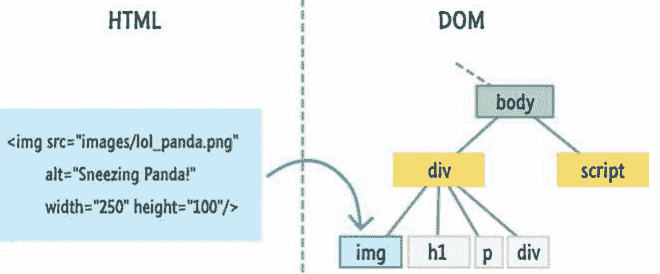 HTML
DOM
<img src="images/lol_panda.png"
alt="Sneezing Panda!"
width="250" height="100"/>
body
div
script
img
h1
p
div